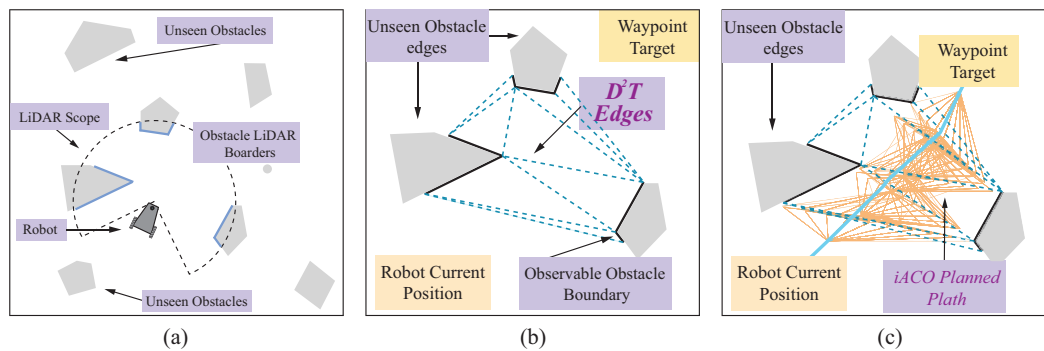 Unseen Obstacles
LiDAR Scope
Obstacle LiDAR
Boarders
Robot
Unseen Obstacles
(a)
Unseen Obstacle
edges
Waypoint
Target
D²T
Edges
Robot Current
Position
Observable Obstacle
Boundary
(b)
Unseen Obstacle
edges
Waypoint
Target
Robot Current
Position
iACO Planned
Plath
(c)